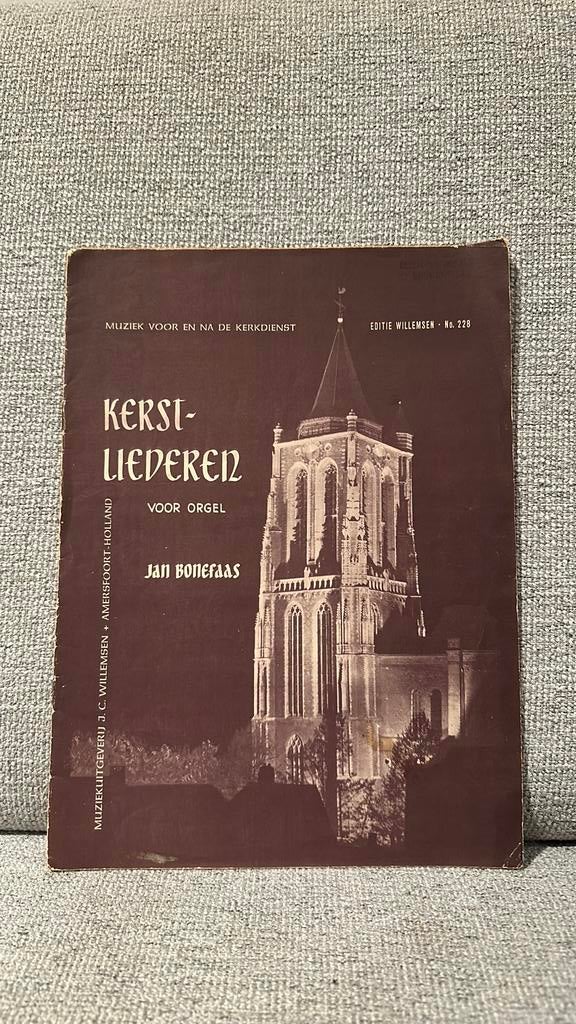 MUZIEK VOOR EN NA DE KERKDIENST
EDITIE WILLEMSEN - No. 228
KERST-
LIEDEREN
VOOR ORGEL
JAN BONEFAAS
MUZIEKUITGEVERIJ J. C. WILLEMSEN + AMERSFOORT-HOLLAND